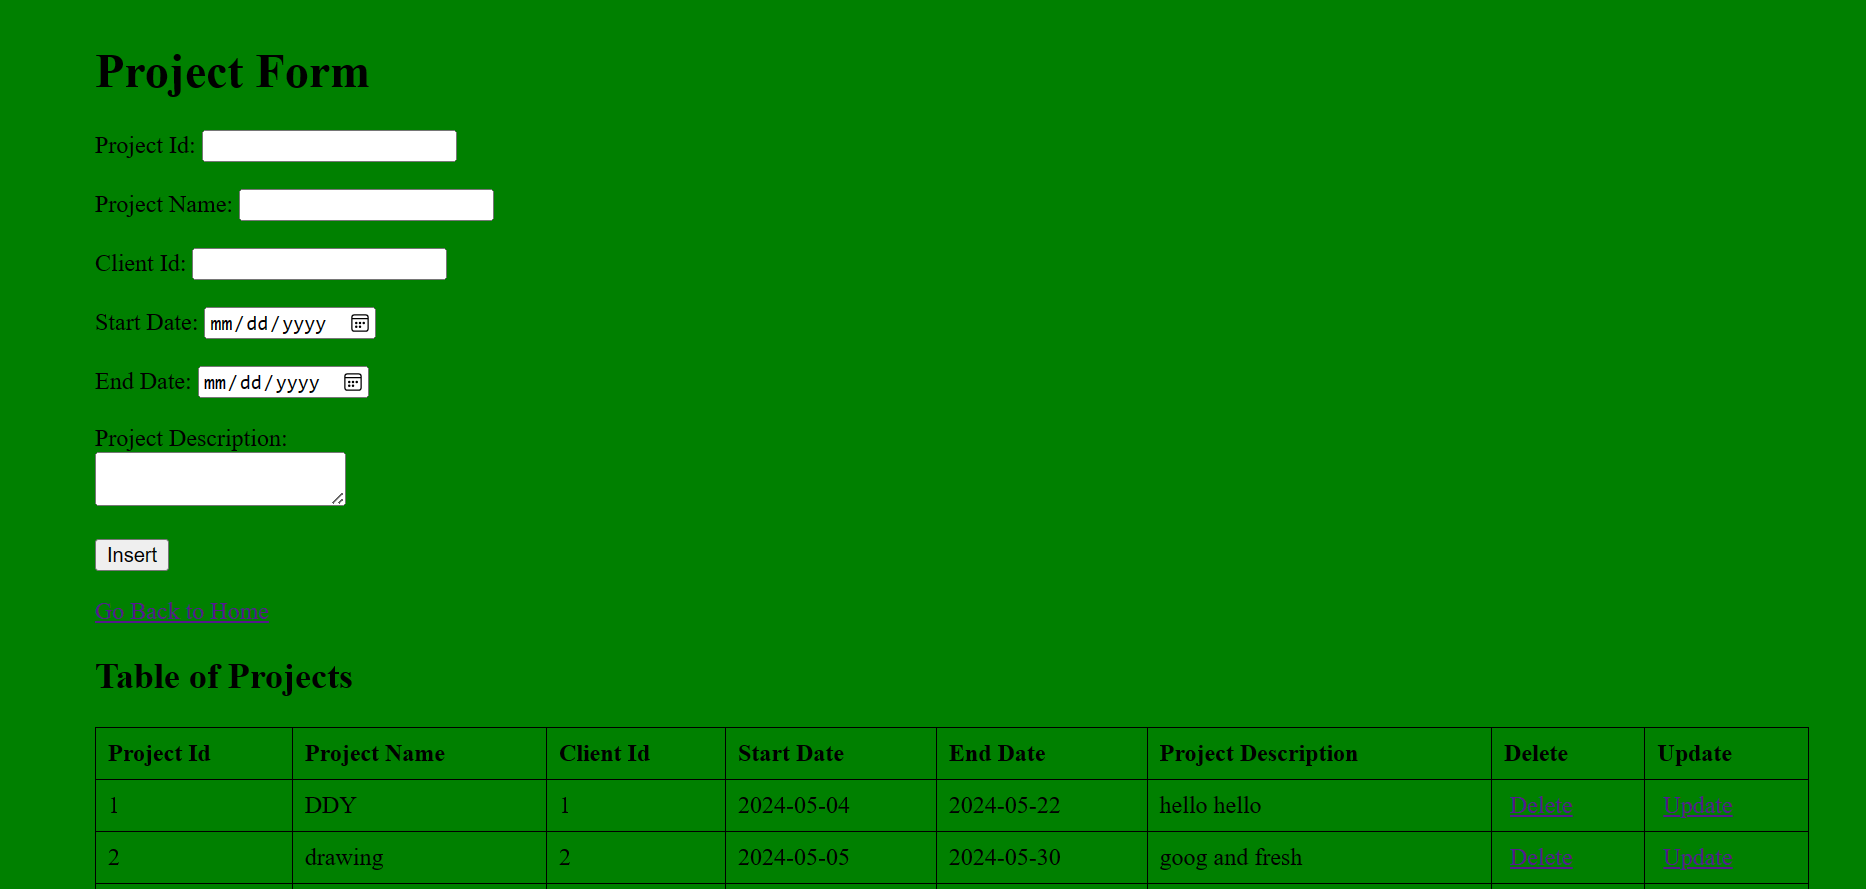 Project Form
Project Id:
Project Name:
Client Id:
Start Date: mm/dd/yyyy
End Date: mm/dd/yyyy
Project Description:
Insert
Go Back to Home
Table of Projects
Project Id Project Name Client Id Start Date End Date Project Description Delete Update
1 DDY 1 2024-05-04 2024-05-22 hello hello Delete Update
2 drawing 2 2024-05-05 2024-05-30 goog and fresh Delete Update